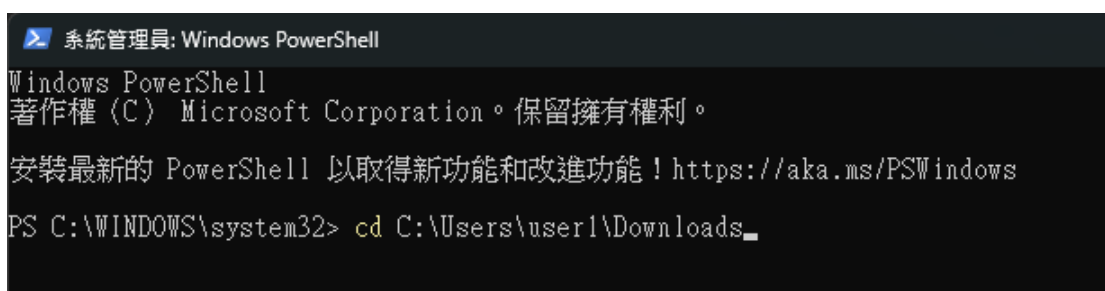 系統管理員: Windows PowerShell
Windows PowerShell
著作權 (C) Microsoft Corporation。保留擁有權利。
安裝最新的 PowerShell 以取得新功能和改進功能！https://aka.ms/PSWindows
PS C:\WINDOWS\system32> cd C:\Users\user1\Downloads